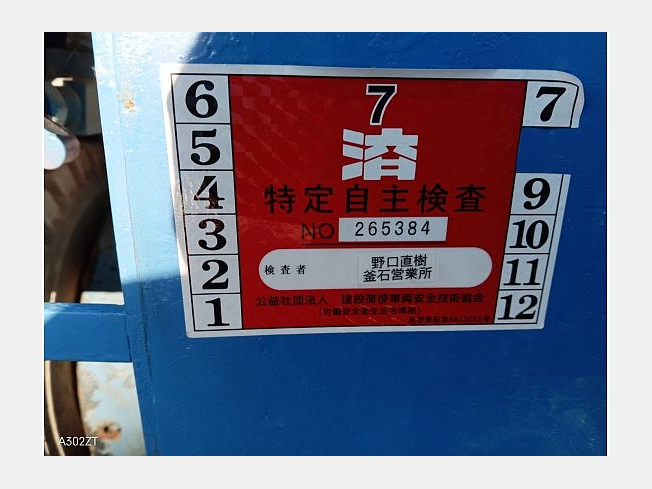 7
済
特定自主検査
NO 265384
検査者
野口直樹
釜石営業所
公益社団法人 建設荷役車両安全技術協会
(労働安全衛生法令準拠)
6
5
4
3
2
1
7
9
10
11
12
A302ZT